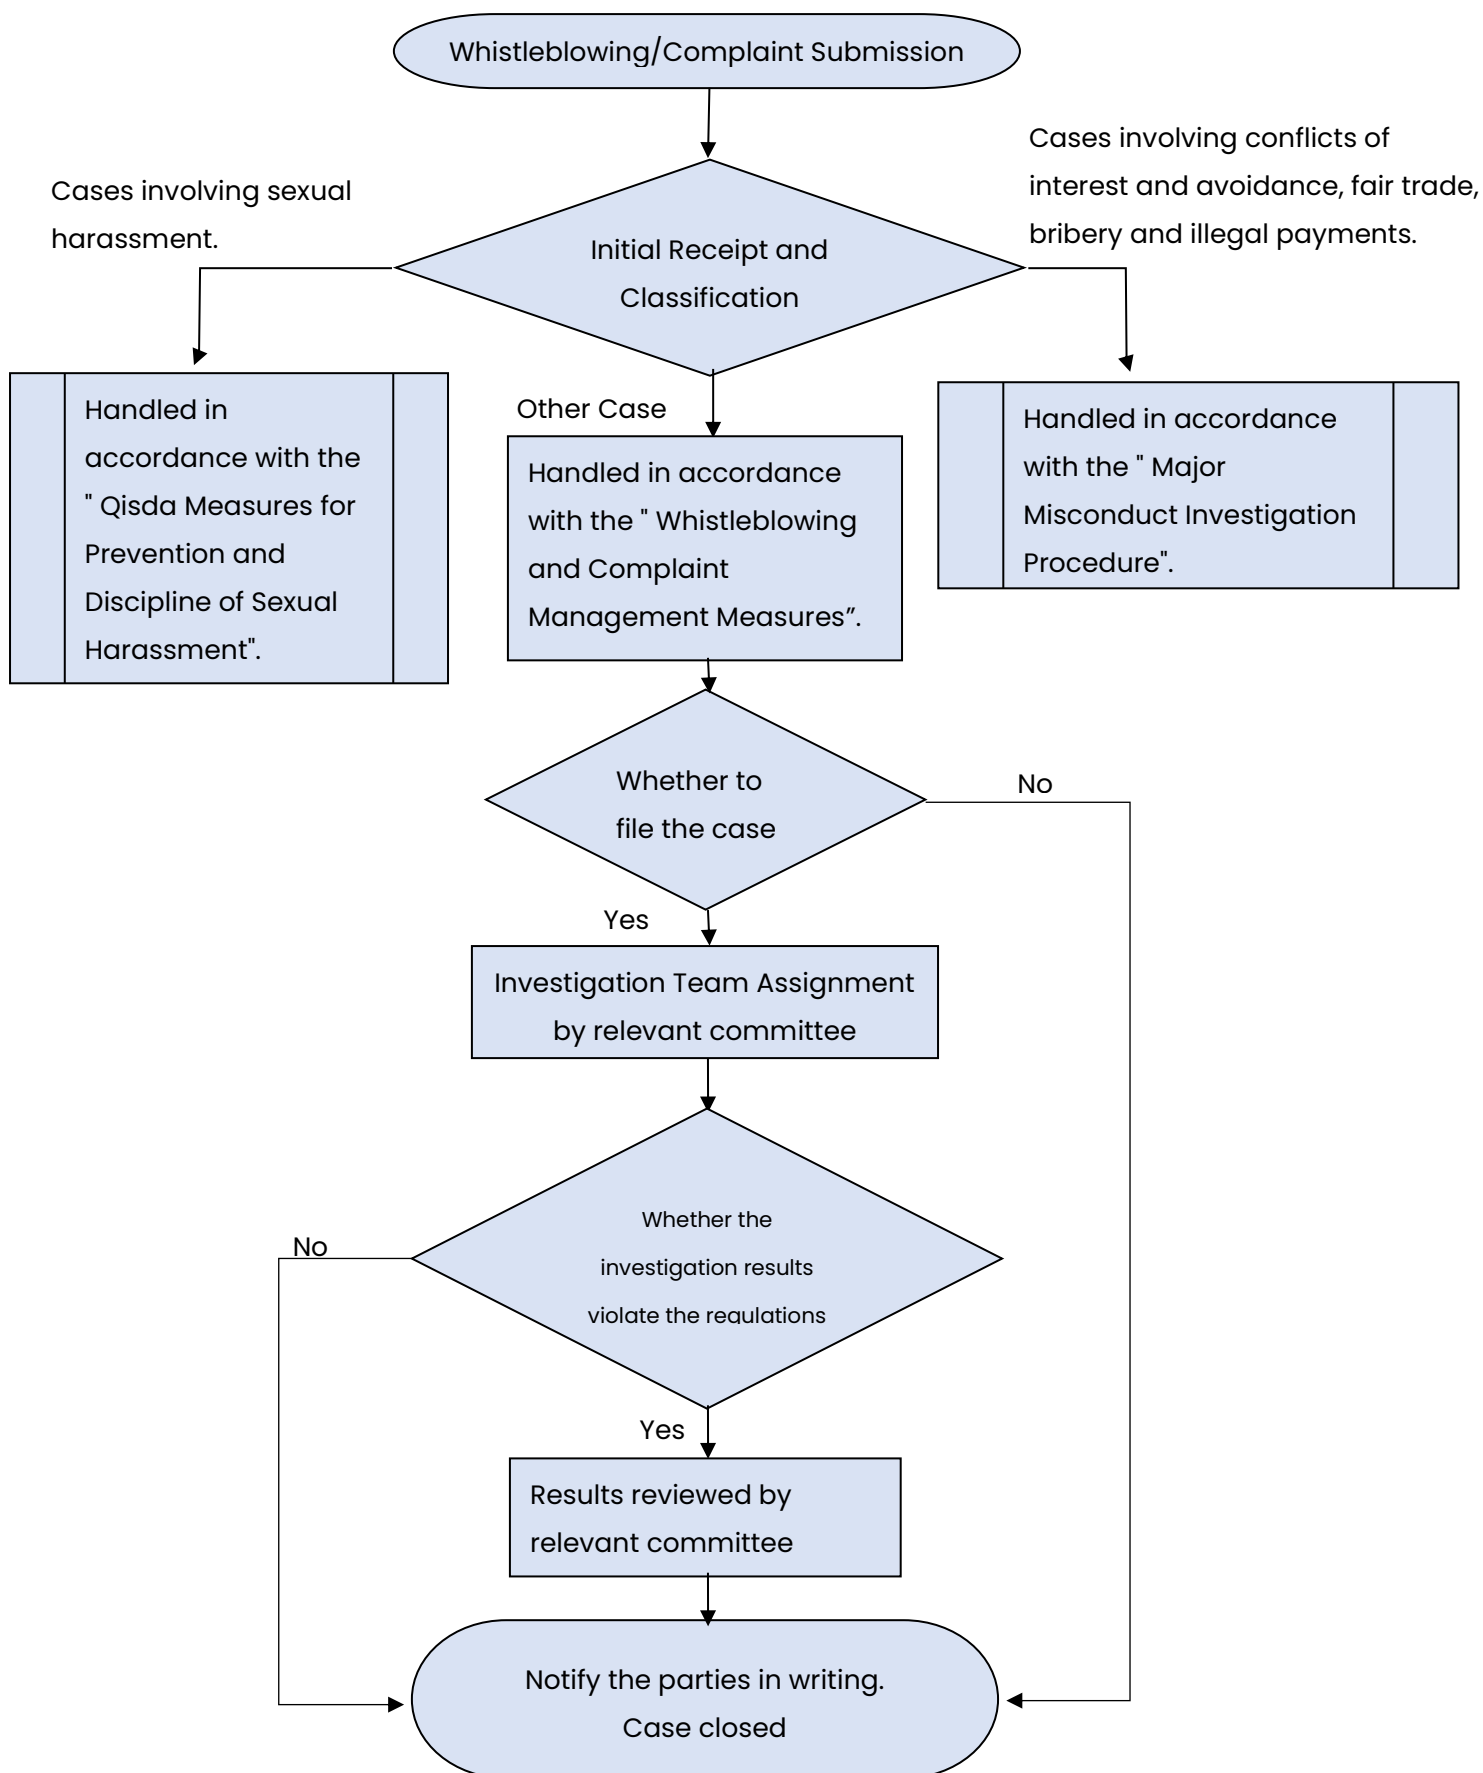 Whistleblowing/Complaint Submission
Cases involving conflicts of
interest and avoidance, fair trade,
bribery and illegal payments.
Cases involving sexual
harassment.
Initial Receipt and
Classification
Handled in
accordance with the
" Qisda Measures for
Prevention and
Discipline of Sexual
Harassment".
Other Case
Handled in accordance
with the " Whistleblowing
and Complaint
Management Measures”.
Handled in accordance
with the " Major
Misconduct Investigation
Procedure".
Whether to
file the case
No
Yes
Investigation Team Assignment
by relevant committee
Whether the
investigation results
violate the regulations
No
Yes
Results reviewed by
relevant committee
Notify the parties in writing.
Case closed